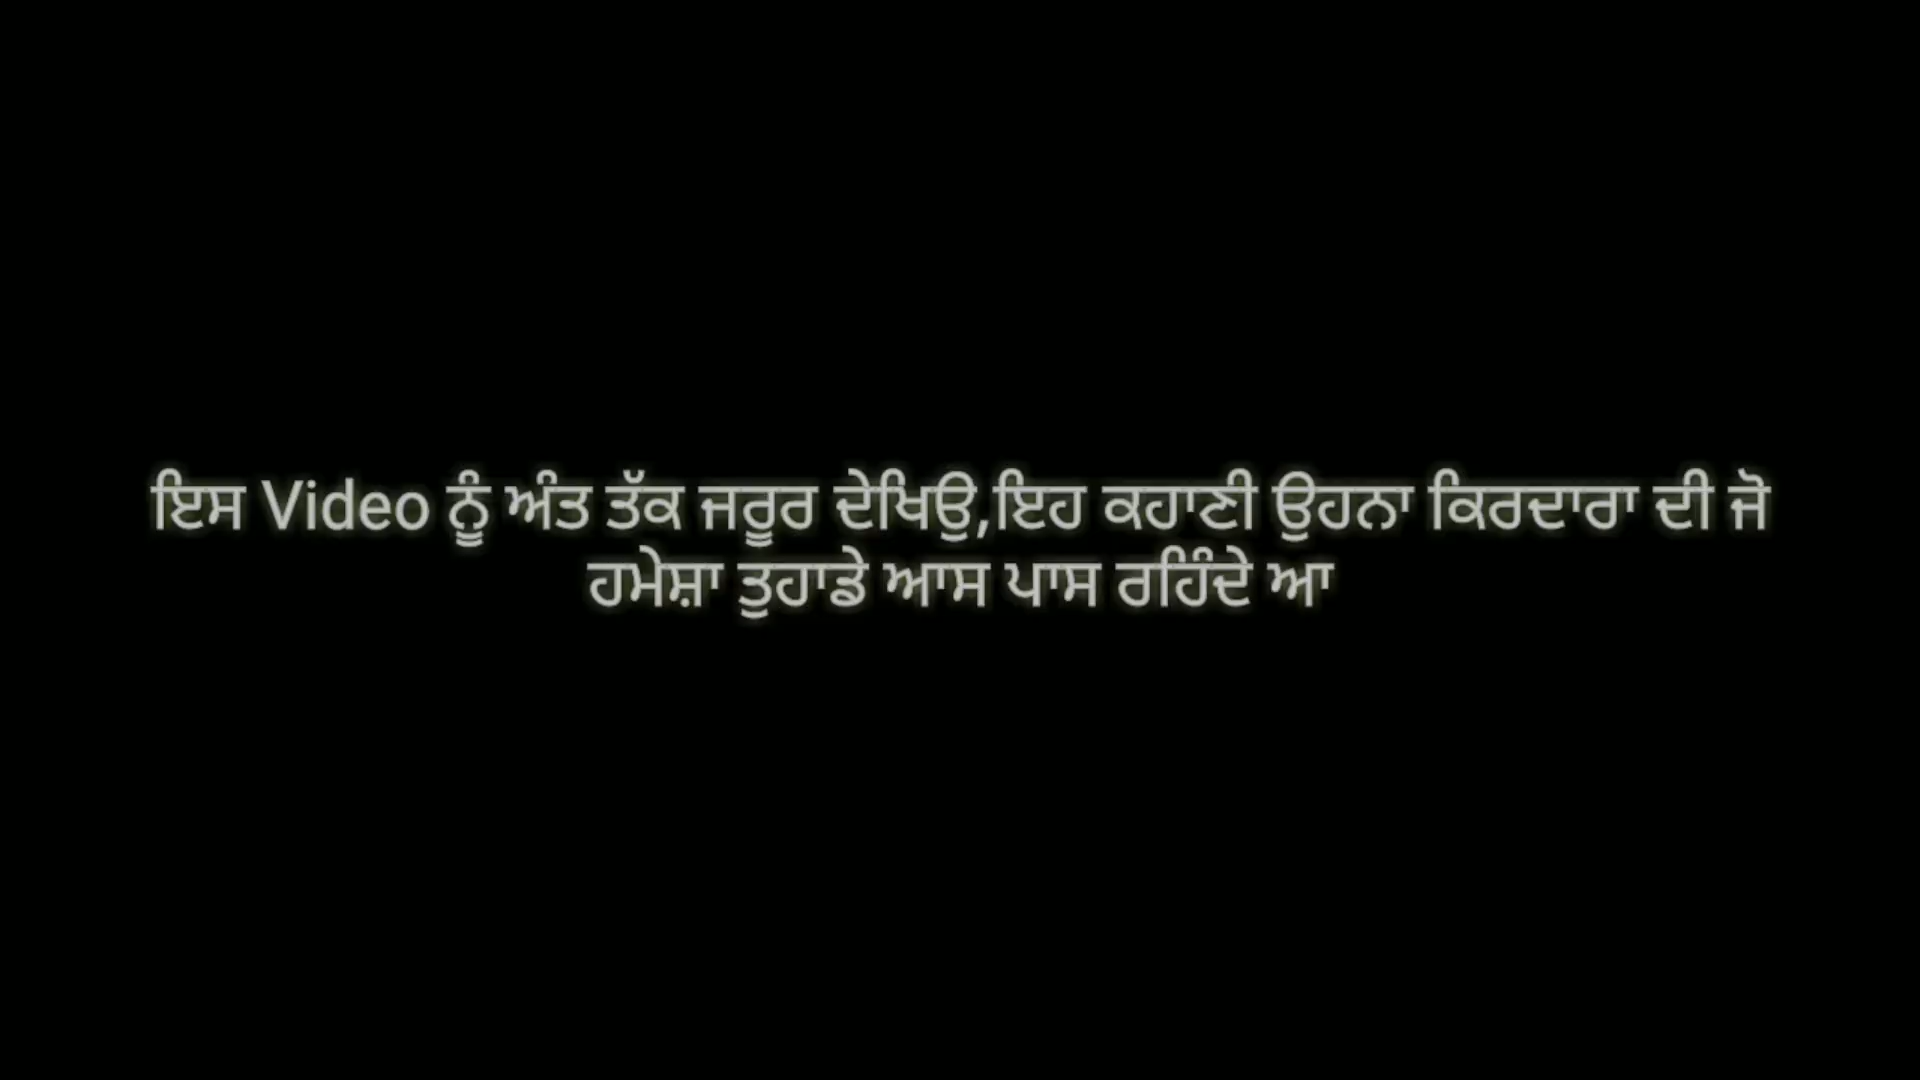 ਇਸ Video ਨੂੰ ਅੰਤ ਤੱਕ ਜਰੂਰ ਦੇਖਿਉ,ਇਹ ਕਹਾਣੀ ਉਹਨਾ ਕਿਰਦਾਰਾ ਦੀ ਜੋ
ਹਮੇਸ਼ਾ ਤੁਹਾਡੇ ਆਸ ਪਾਸ ਰਹਿੰਦੇ ਆ